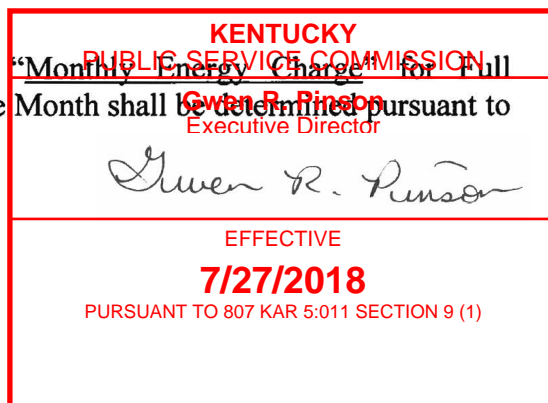 KENTUCKY
PUBLIC SERVICE COMMISSION
“Monthly Energy Charge” for Full
e Month shall be determined pursuant to
Gwen R. Pinson
Executive Director
Gwen R. Pinson
EFFECTIVE
7/27/2018
PURSUANT TO 807 KAR 5:011 SECTION 9 (1)